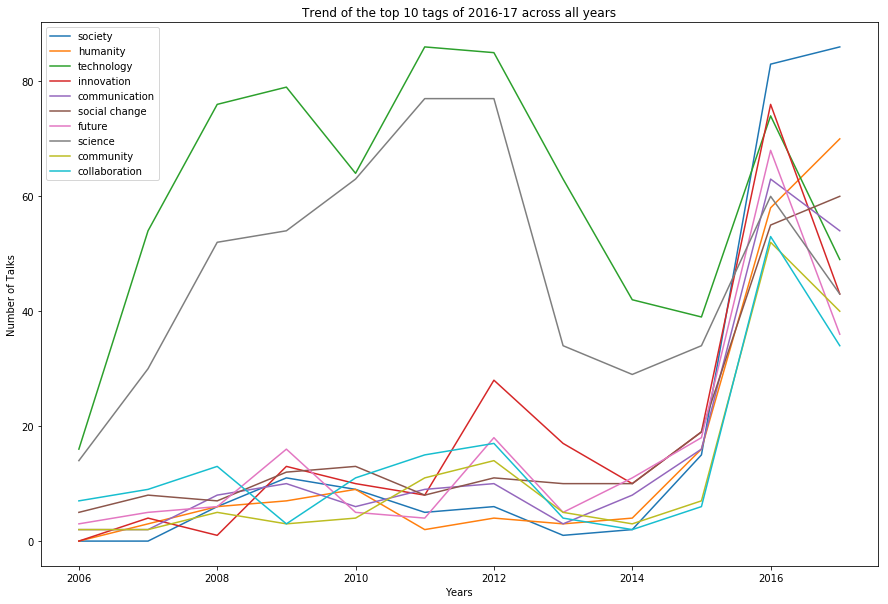 Trend of the top 10 tags of 2016-17 across all years
society
humanity
technology
innovation
communication
social change
future
science
community
collaboration
80
60
40
20
0
Number of Talks
2006
2008
2010
2012
2014
2016
Years